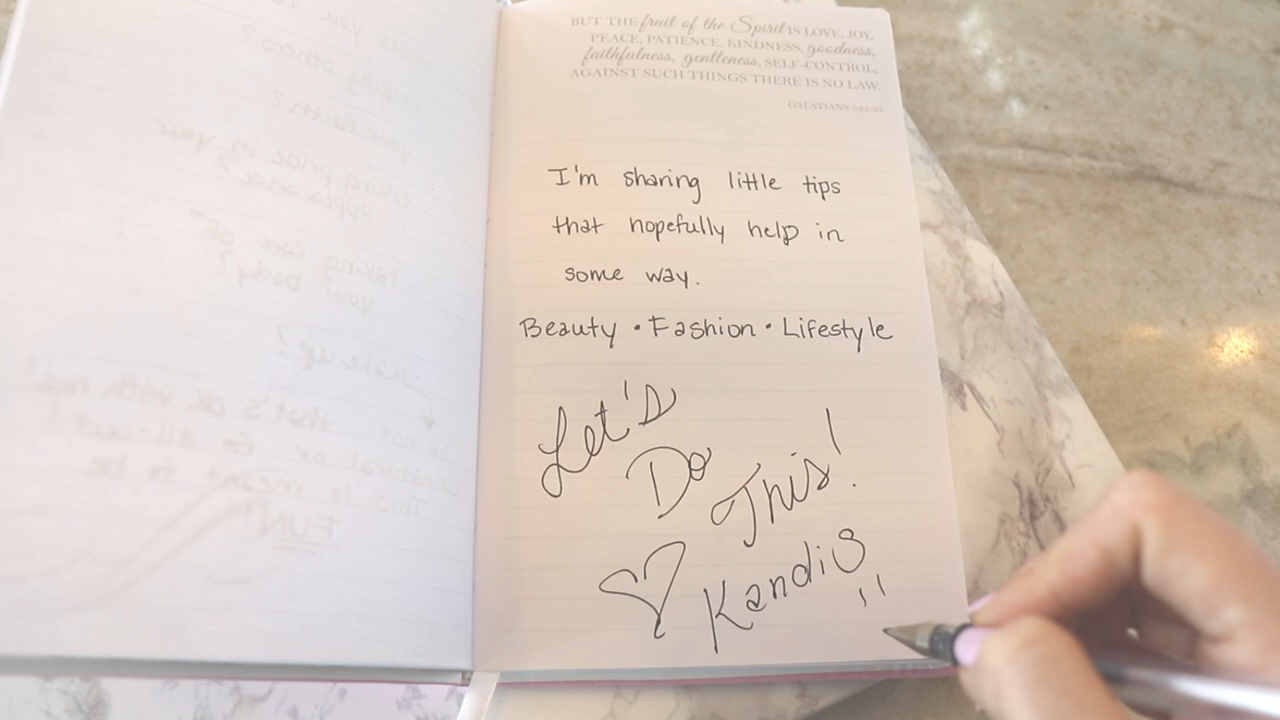 BUT THE fruit of the Spirit IS LOVE, JOY,
PEACE, PATIENCE, KINDNESS, goodness,
faithfulness, gentleness, SELF-CONTROL,
AGAINST SUCH THINGS THERE IS NO LAW
GALATIANS 5:22-23
I'm sharing little tips
that hopefully help in
some way.
Beauty • Fashion • Lifestyle
Let's
Do
This!
Kandis